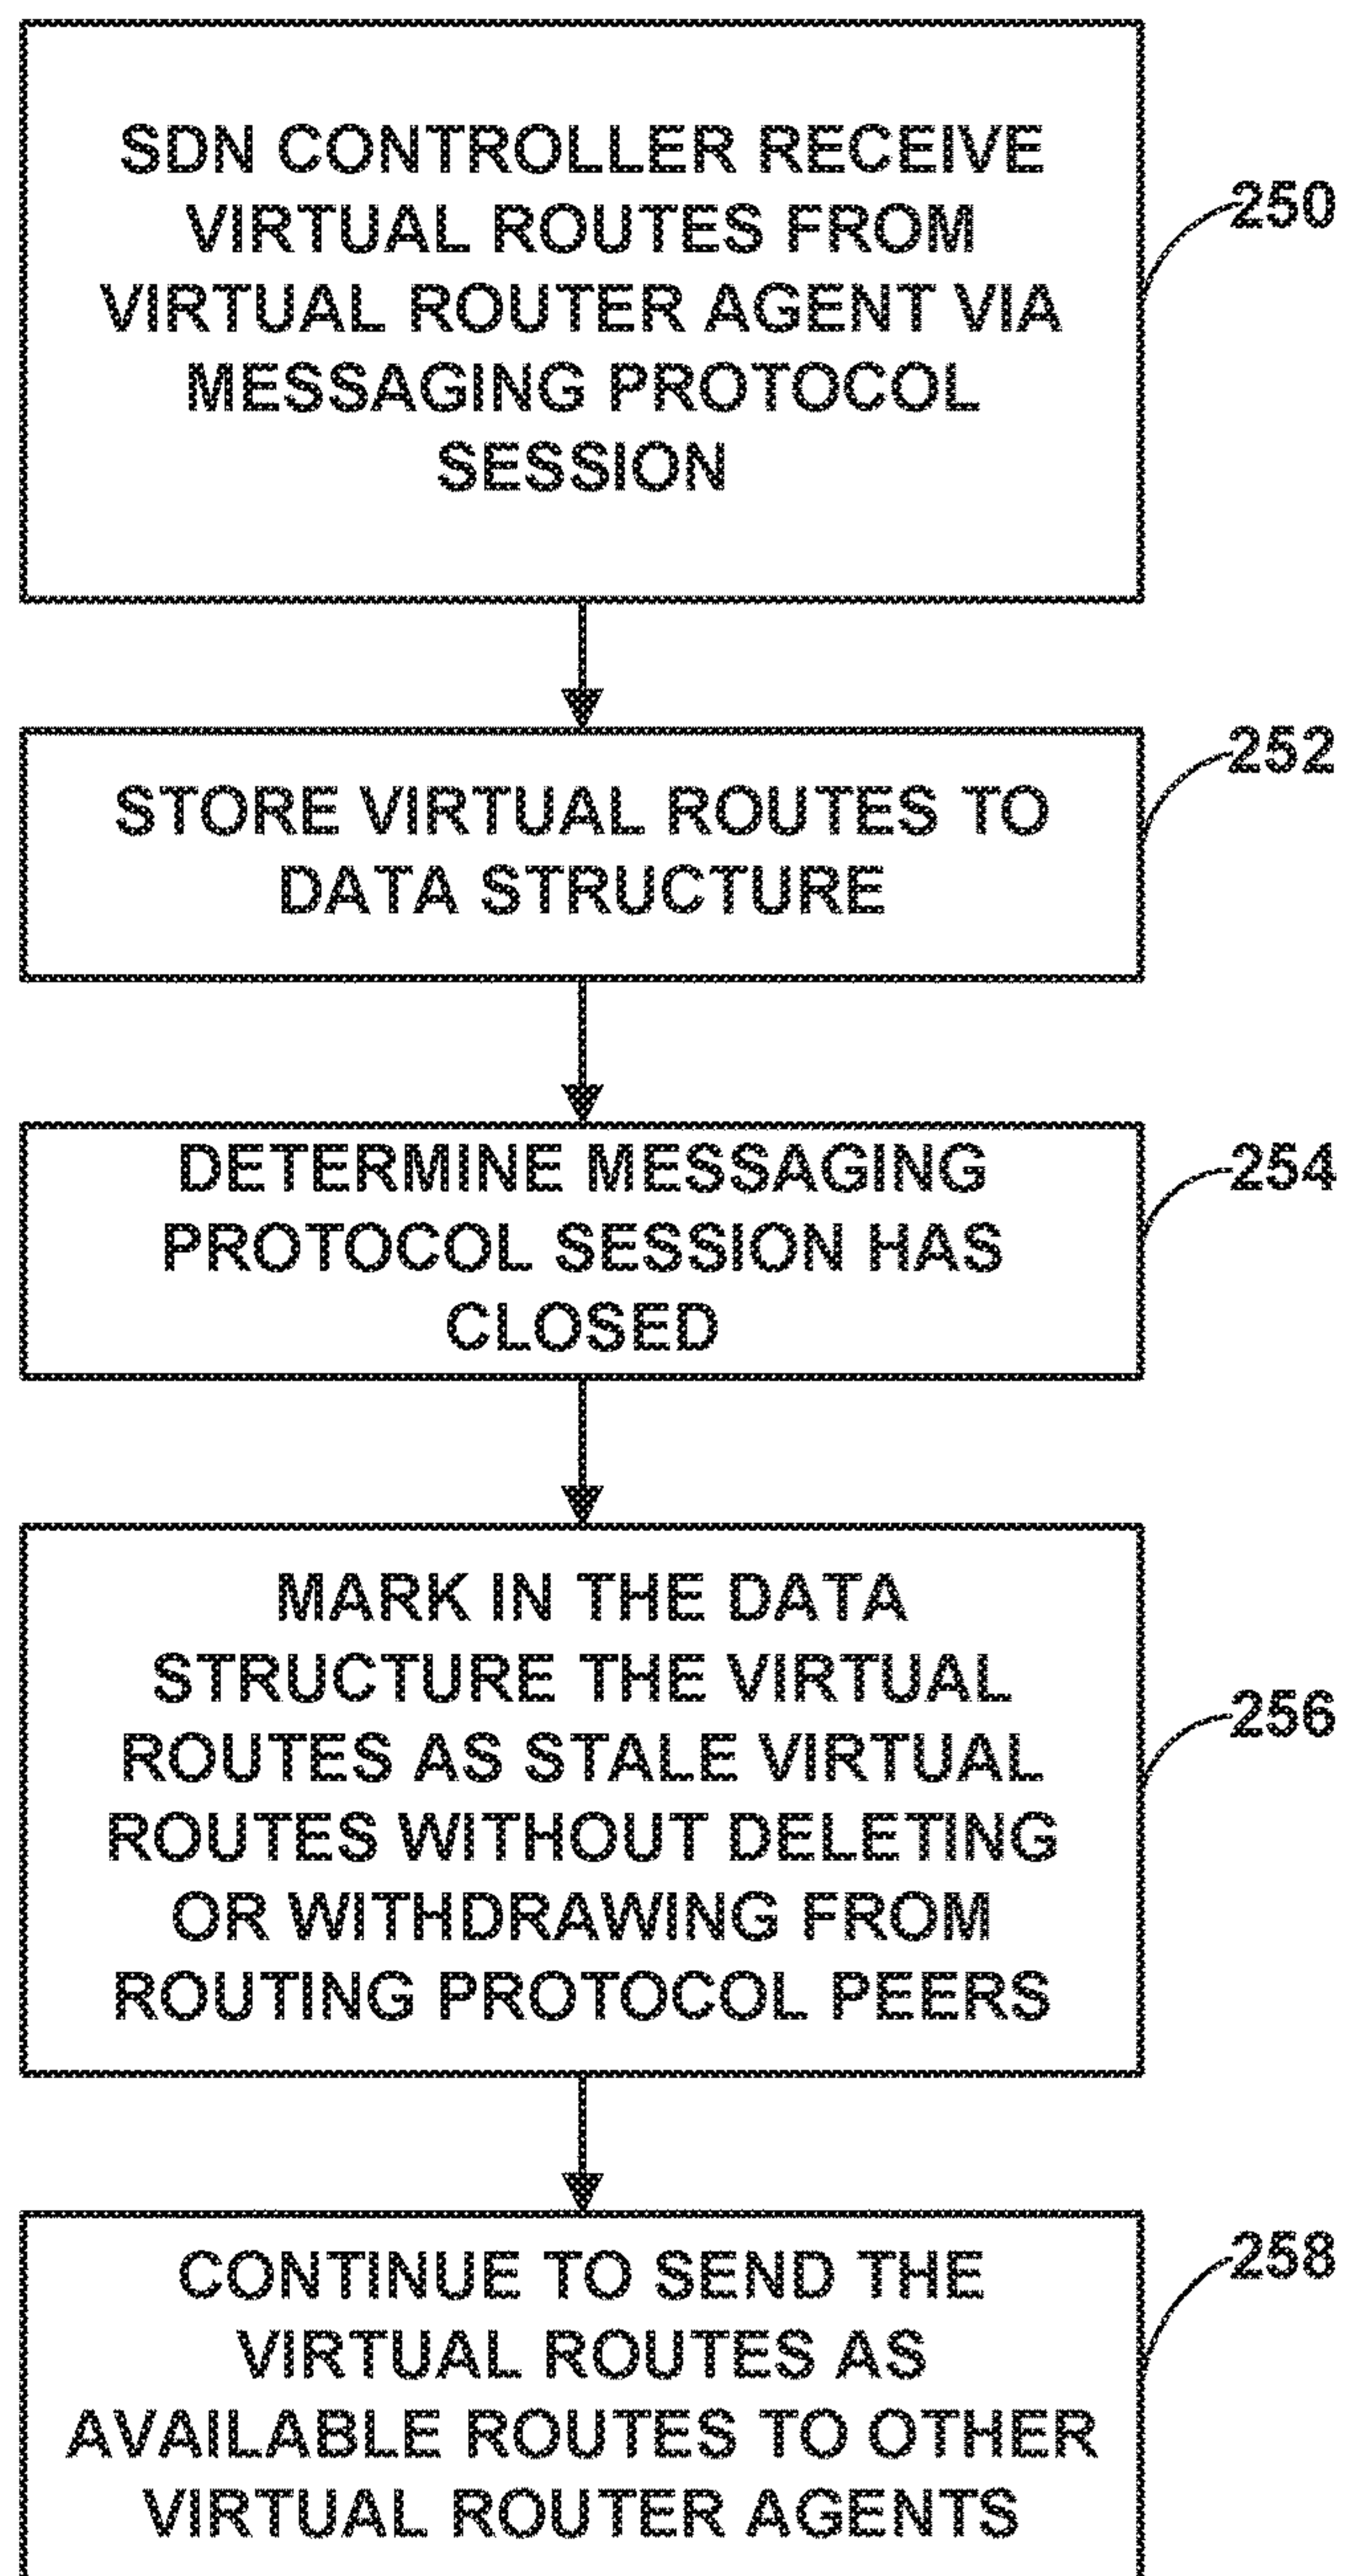 SDN CONTROLLER RECEIVE
VIRTUAL ROUTES FROM
VIRTUAL ROUTER AGENT VIA
MESSAGING PROTOCOL
SESSION
250
STORE VIRTUAL ROUTES TO
DATA STRUCTURE
252
DETERMINE MESSAGING
PROTOCOL SESSION HAS
CLOSED
254
MARK IN THE DATA
STRUCTURE THE VIRTUAL
ROUTES AS STALE VIRTUAL
ROUTES WITHOUT DELETING
OR WITHDRAWING FROM
ROUTING PROTOCOL PEERS
256
CONTINUE TO SEND THE
VIRTUAL ROUTES AS
AVAILABLE ROUTES TO OTHER
VIRTUAL ROUTER AGENTS
258